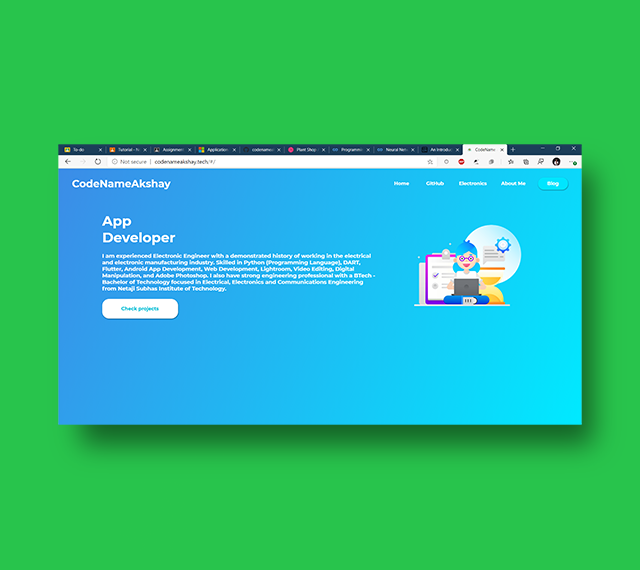 To-do
Tutorial - N
Assignment
Application
codename
Plant Shop
Programmi
Neural Net
An Introdu
CodeName
Not secure | codenameakshay.tech/#/
CodeNameAkshay
Home
GitHub
Electronics
About Me
Blog
App
Developer
I am experienced Electronic Engineer with a demonstrated history of working in the electrical
and electronic manufacturing industry. Skilled in Python (Programming Language), DART,
Flutter, Android App Development, Web Development, Lightroom, Video Editing, Digital
Manipulation, and Adobe Photoshop. I also have strong engineering professional with a BTech -
Bachelor of Technology focused in Electrical, Electronics and Communications Engineering
from Netaji Subhas Institute of Technology.
Check projects